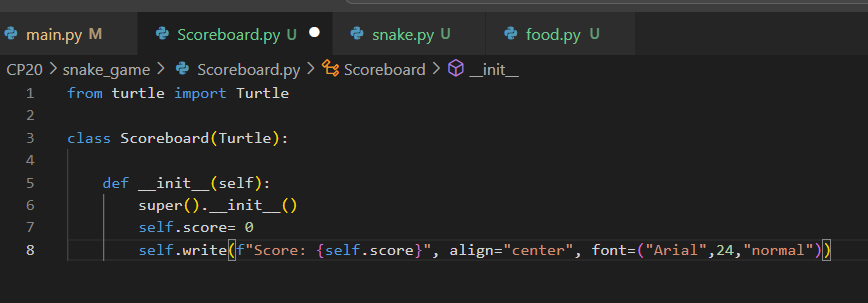 main.py M Scoreboard.py U snake.py U food.py U
CP20 > snake_game > Scoreboard.py > Scoreboard > __init__
1 from turtle import Turtle
2
3 class Scoreboard(Turtle):
4
5     def __init__(self):
6         super().__init__()
7         self.score= 0
8         self.write(f"Score: {self.score}", align="center", font=("Arial",24,"normal"))